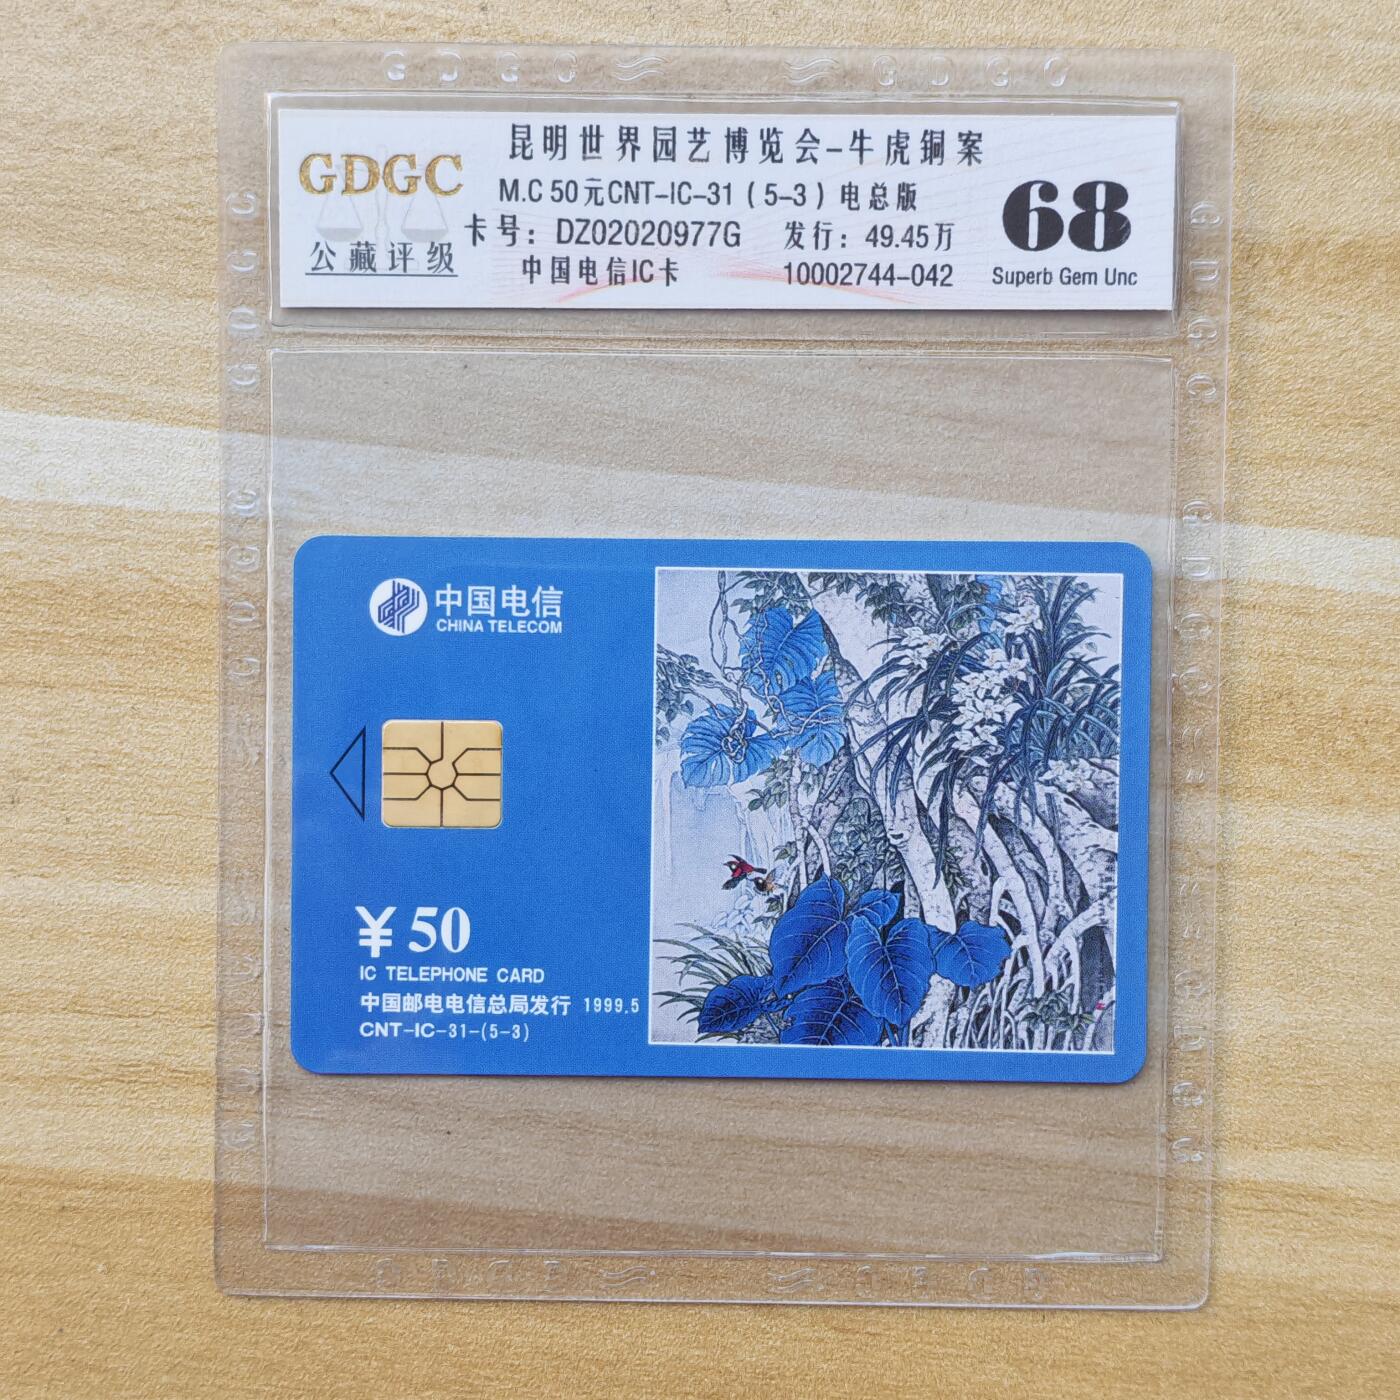 GDGC
GDGC
昆明世界园艺博览会-牛虎铜案
GDGC
M.C 50元CNT-IC-31（5-3）电总版
68
卡号：DZ02020977G 发行：49.45万
公藏评级
中国电信IC卡 10002744-042
Superb Gem Unc
中国电信
CHINA TELECOM
¥50
IC TELEPHONE CARD
中国邮电电信总局发行 1999.5
CNT-IC-31-(5-3)